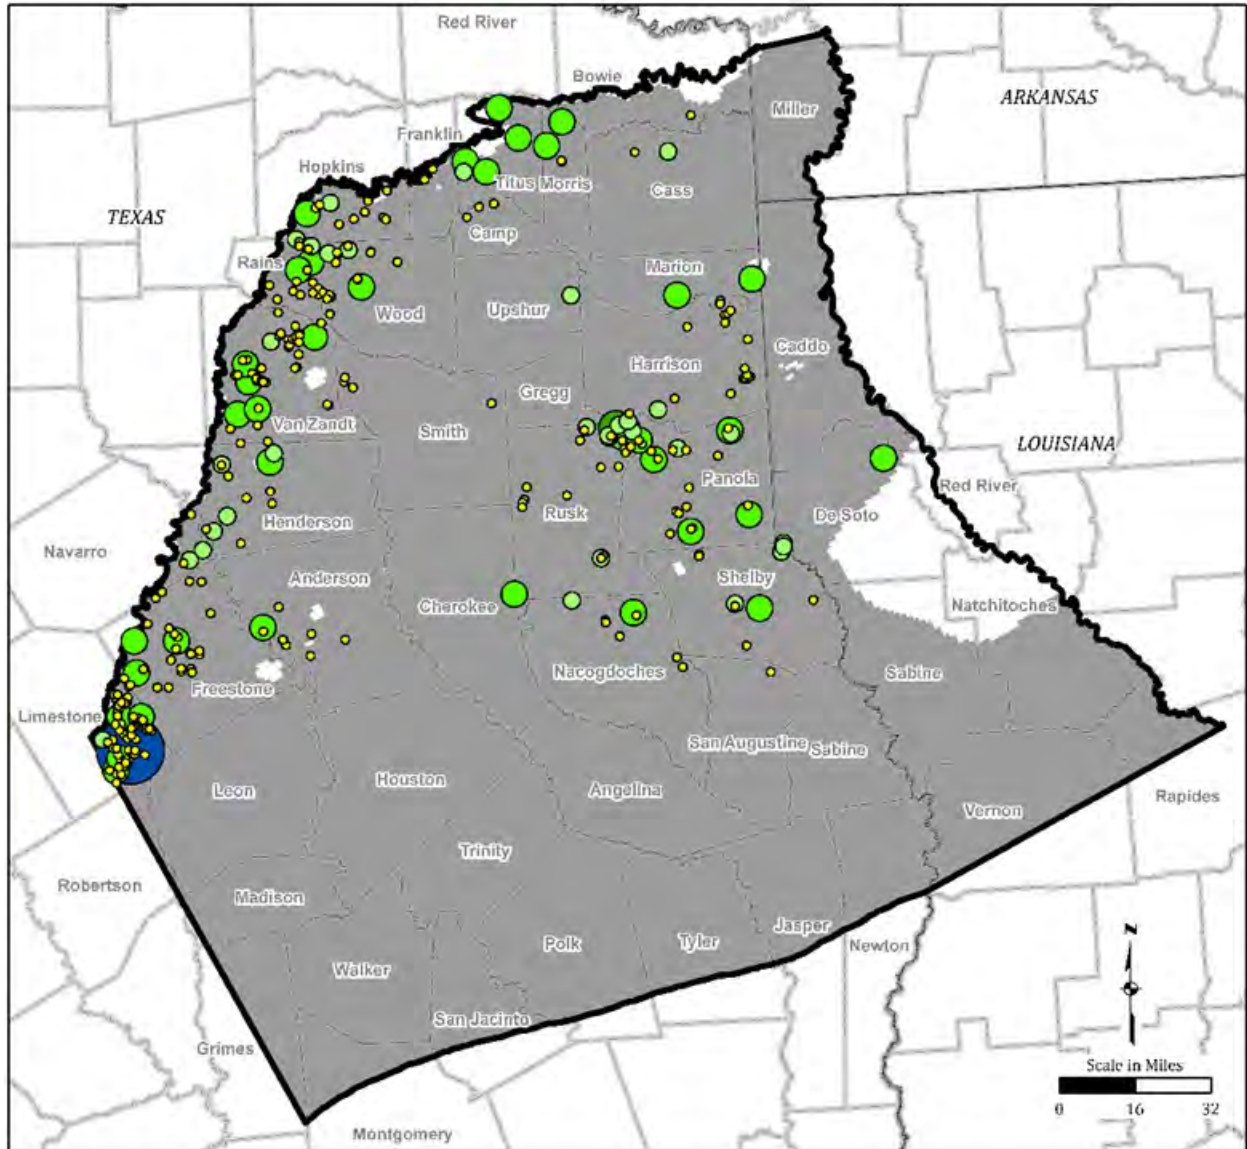 Red River
Bowie
ARKANSAS
Miller
Franklin
Hopkins
Titus Morris
Cass
TEXAS
Camp
Rains
Marion
Wood
Upshur
Caddo
Harrison
Gregg
Van Zandt
Smith
LOUISIANA
Panola
Red River
Rusk
De Soto
Henderson
Navarro
Anderson
Shelby
Cherokee
Natchitoches
Nacogdoches
Sabine
Freestone
Limestone
San Augustine
Sabine
Houston
Leon
Angelina
Rapides
Vernon
Trinity
Robertson
Madison
Jasper
Polk
Tyler
Newton
N
Walker
San Jacinto
Grimes
Scale in Miles
0 16 32
Montgomery